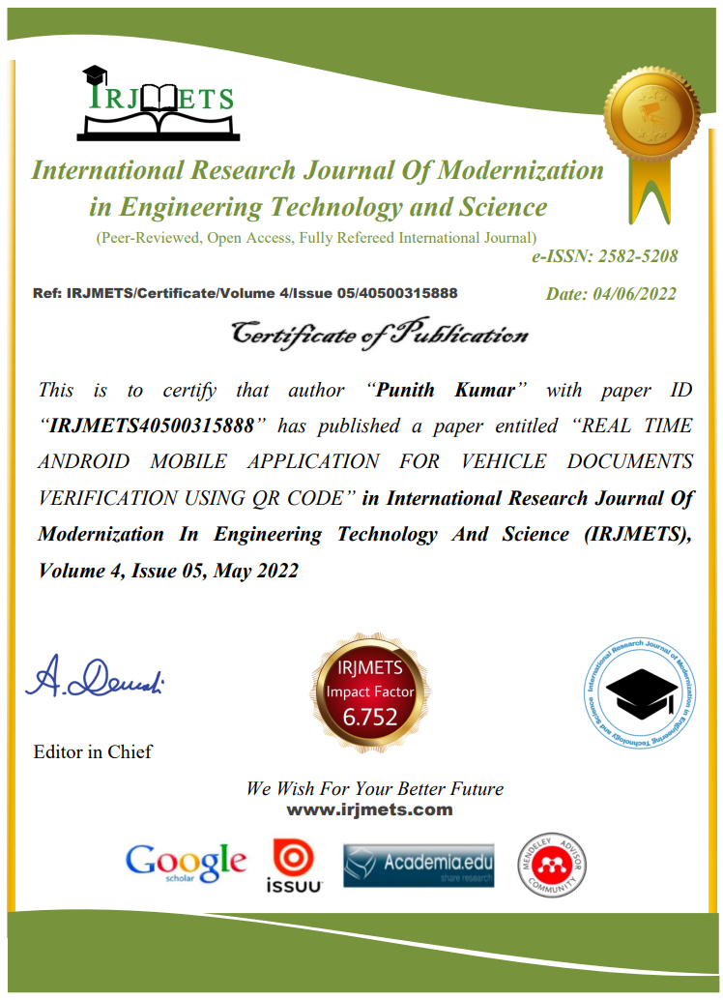 IRJMETS
International Research Journal Of Modernization
in Engineering Technology and Science
(Peer-Reviewed, Open Access, Fully Refereed International Journal)
e-ISSN: 2582-5208
Ref: IRJMETS/Certificate/Volume 4/Issue 05/40500315888
Date: 04/06/2022
Certificate of Publication
This is to certify that author “Punith Kumar” with paper ID
“IRJMETS40500315888” has published a paper entitled “REAL TIME
ANDROID MOBILE APPLICATION FOR VEHICLE DOCUMENTS
VERIFICATION USING QR CODE” in International Research Journal Of
Modernization In Engineering Technology And Science (IRJMETS),
Volume 4, Issue 05, May 2022
IRJMETS
Impact Factor
6.752
International Research Journal of Modernization in Engineering Technology and Science
A. Devasi
Editor in Chief
We Wish For Your Better Future
www.irjmets.com
Google
scholar
issuu
Academia.edu
share research
MENDELEY ADVISOR
COMMUNITY